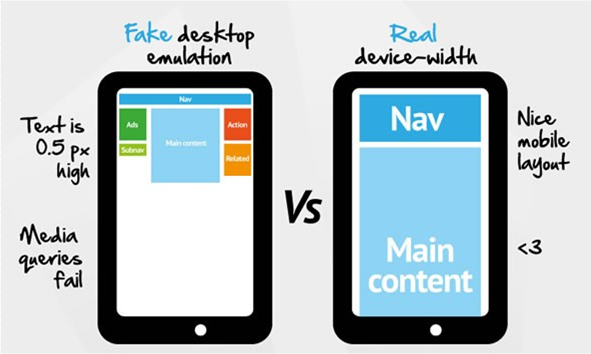 Fake desktop
emulation
Real
device-width
Text is
0.5 px
high
Media
queries
fail
Nav
Ads
Subnav
Main content
Action
Related
Vs
Nav
Main
content
Nice
mobile
layout
<3